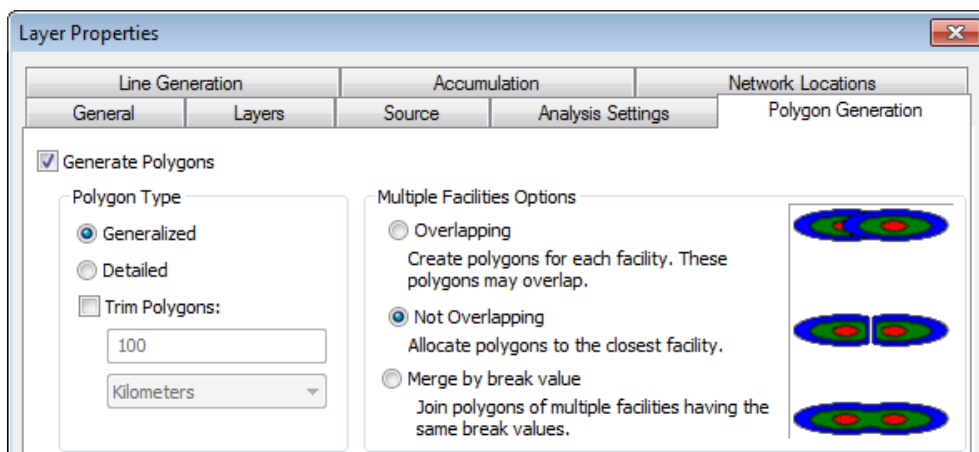 Layer Properties
Line Generation
Accumulation
Network Locations
General
Layers
Source
Analysis Settings
Polygon Generation
Generate Polygons
Polygon Type
Generalized
Detailed
Trim Polygons:
100
Kilometers
Multiple Facilities Options
Overlapping
Create polygons for each facility. These
polygons may overlap.
Not Overlapping
Allocate polygons to the closest facility.
Merge by break value
Join polygons of multiple facilities having the
same break values.